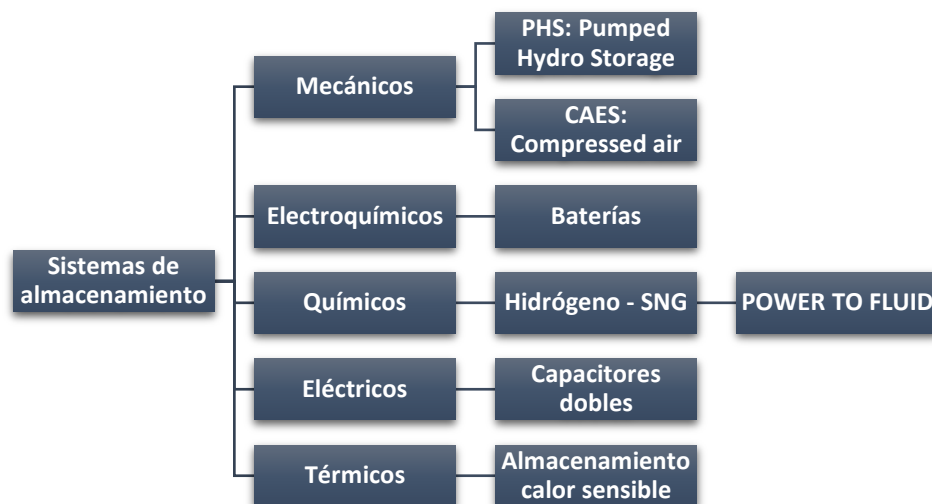 PHS: Pumped
Hydro Storage
Mecánicos
CAES:
Compressed air
Electroquímicos
Baterías
Sistemas de
almacenamiento
Químicos
Hidrógeno - SNG
POWER TO FLUID
Eléctricos
Capacitores
dobles
Térmicos
Almacenamiento
calor sensible